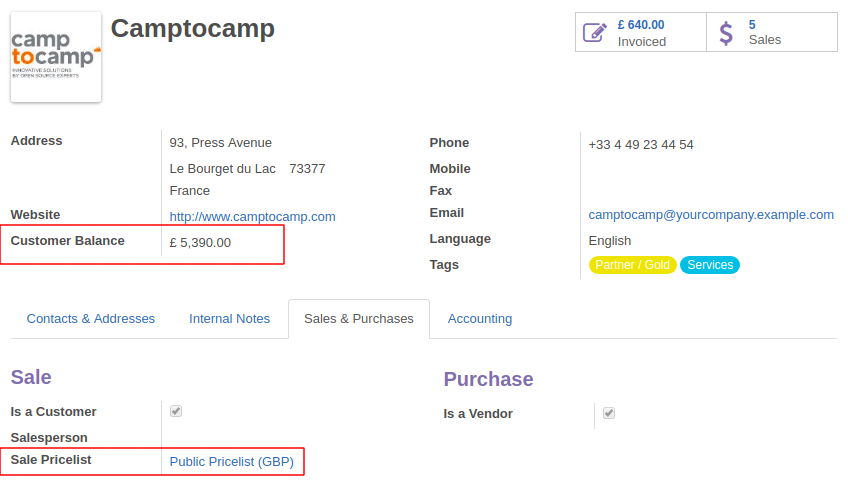 camp
tocamp
INNOVATIVE SOLUTIONS
BY OPEN SOURCE EXPERTS
Camptocamp
£ 640.00
Invoiced
5
Sales
Address
93, Press Avenue
Le Bourget du Lac 73377
France
Website
http://www.camptocamp.com
Customer Balance
£ 5,390.00
Phone
+33 4 49 23 44 54
Mobile
Fax
Email
camptocamp@yourcompany.example.com
Language
English
Tags
Partner / Gold Services
Contacts & Addresses Internal Notes Sales & Purchases Accounting
Sale
Is a Customer
Salesperson
Sale Pricelist
Public Pricelist (GBP)
Purchase
Is a Vendor